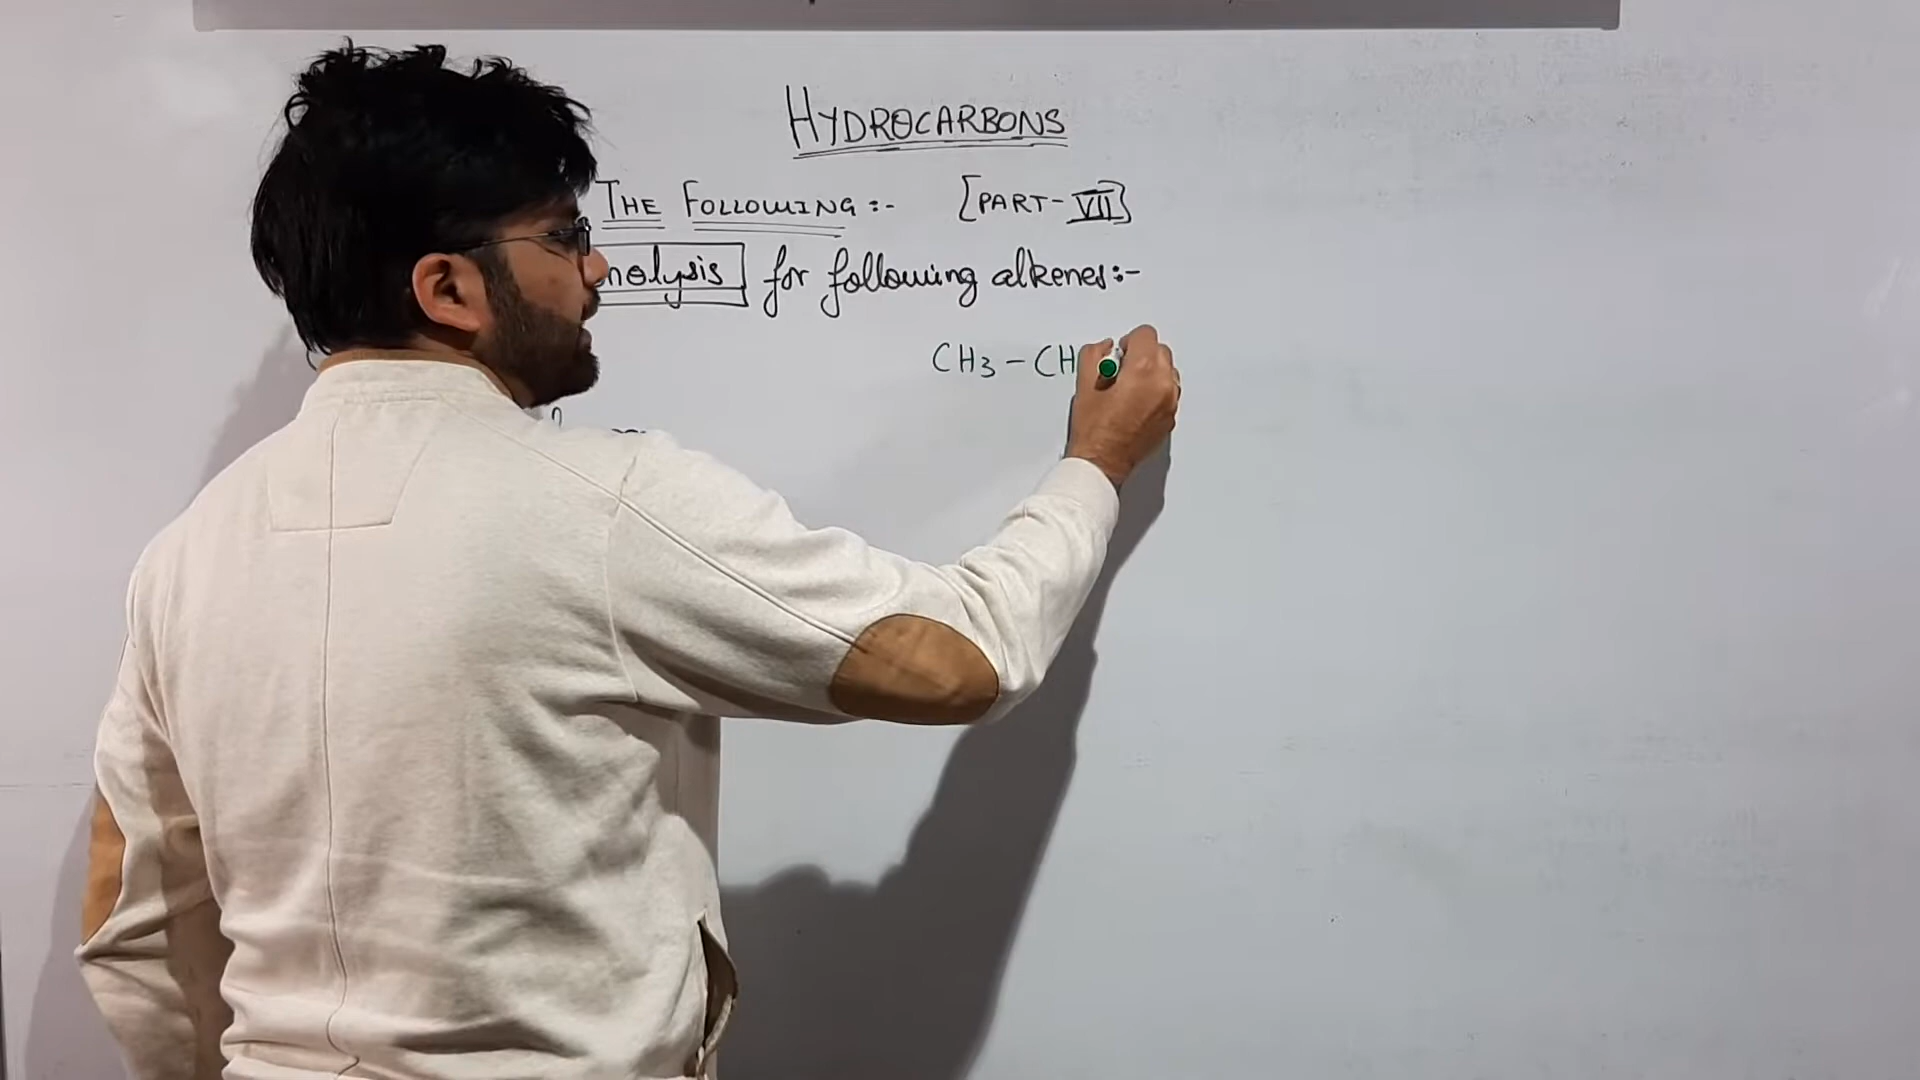 HYDROCARBONS
THE FOLLOWING :- [PART-VII]
nolysis for following alkenes:-
CH3 - CH